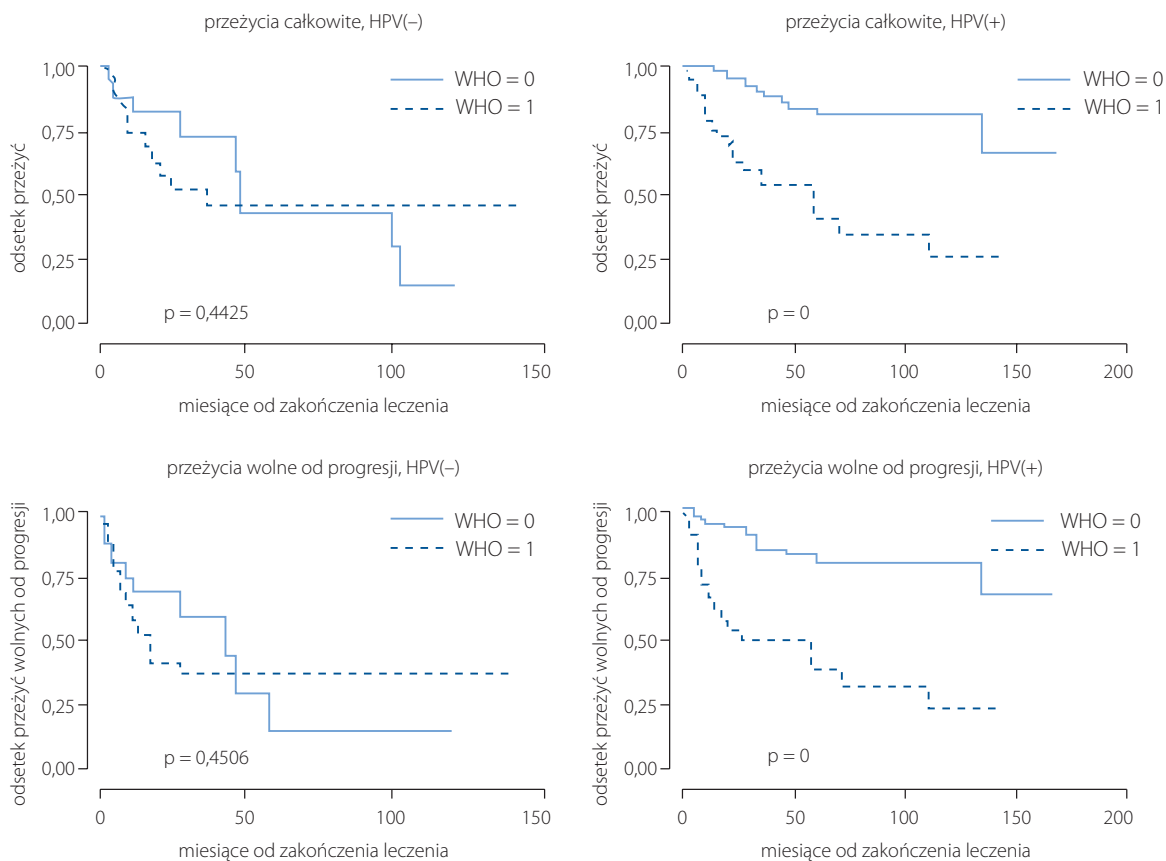 przeżycia całkowite, HPV(–)
odsetek przeżyć
1,00
0,75
0,50
0,25
0,00
WHO = 0
WHO = 1
p = 0,4425
0 50 100 150
miesiące od zakończenia leczenia
przeżycia całkowite, HPV(+)
odsetek przeżyć
1,00
0,75
0,50
0,25
0,00
WHO = 0
WHO = 1
p = 0
0 50 100 150 200
miesiące od zakończenia leczenia
przeżycia wolne od progresji, HPV(–)
odsetek przeżyć wolnych od progresji
1,00
0,75
0,50
0,25
0,00
WHO = 0
WHO = 1
p = 0,4506
0 50 100 150
miesiące od zakończenia leczenia
przeżycia wolne od progresji, HPV(+)
odsetek przeżyć wolnych od progresji
1,00
0,75
0,50
0,25
0,00
WHO = 0
WHO = 1
p = 0
0 50 100 150 200
miesiące od zakończenia leczenia